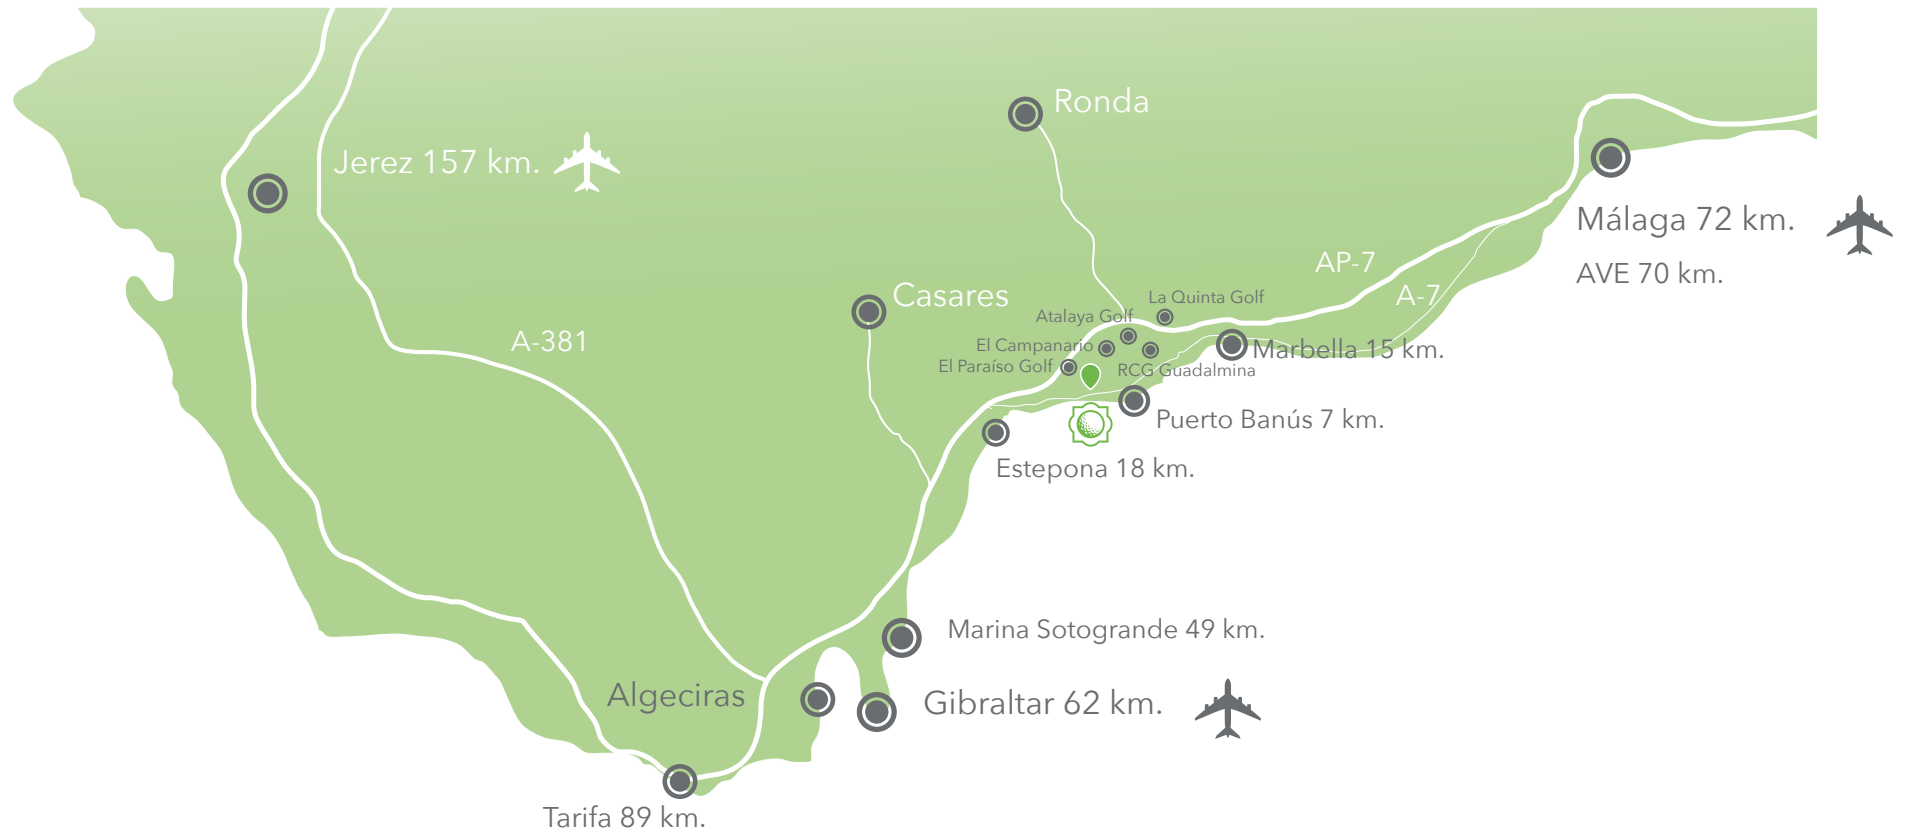 Ronda
Jerez 157 km.
Málaga 72 km.
AVE 70 km.
AP-7
A-7
Casares
La Quinta Golf
Atalaya Golf
A-381
El Campanario
Marbella 15 km.
El Paraíso Golf
RCG Guadalmina
Puerto Banús 7 km.
Estepona 18 km.
Marina Sotogrande 49 km.
Algeciras
Gibraltar 62 km.
Tarifa 89 km.